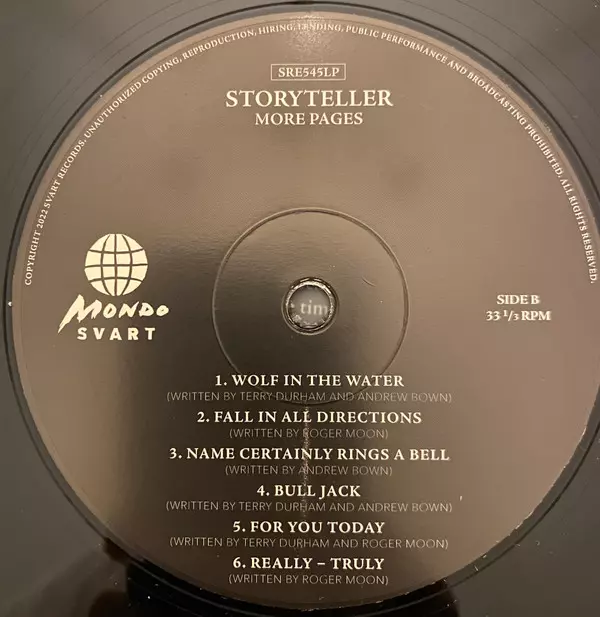 COPYRIGHT 2022 SVART RECORDS. UNAUTHORIZED COPYING, REPRODUCTION, HIRING, LENDING, PUBLIC PERFORMANCE AND BROADCASTING PROHIBITED. ALL RIGHTS RESERVED.
SRE545LP
STORYTELLER
MORE PAGES
MONDO
SVART
tim
SIDE B
33 1/3 RPM
1. WOLF IN THE WATER
(WRITTEN BY TERRY DURHAM AND ANDREW BOWN)
2. FALL IN ALL DIRECTIONS
(WRITTEN BY ROGER MOON)
3. NAME CERTAINLY RINGS A BELL
(WRITTEN BY ANDREW BOWN)
4. BULL JACK
(WRITTEN BY TERRY DURHAM AND ANDREW BOWN)
5. FOR YOU TODAY
(WRITTEN BY TERRY DURHAM AND ROGER MOON)
6. REALLY – TRULY
(WRITTEN BY ROGER MOON)